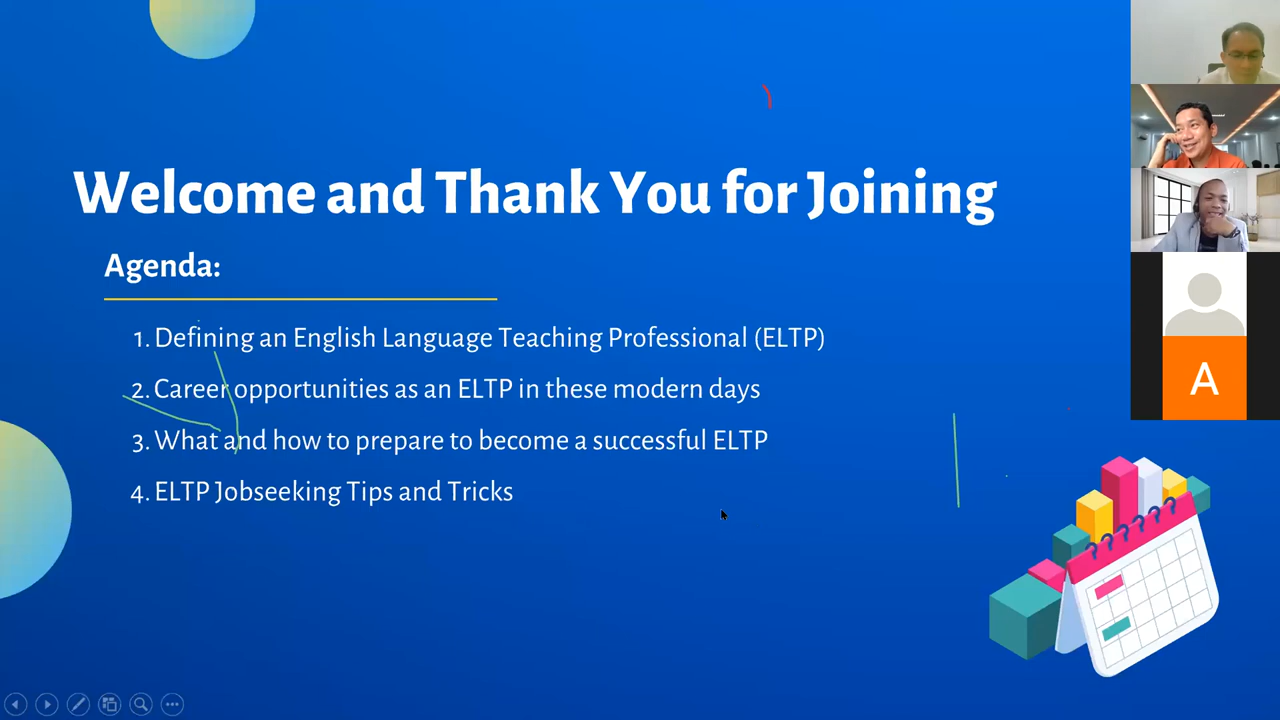 Welcome and Thank You for Joining
Agenda:
1. Defining an English Language Teaching Professional (ELTP)
2. Career opportunities as an ELTP in these modern days
3. What and how to prepare to become a successful ELTP
4. ELTP Jobseeking Tips and Tricks
A